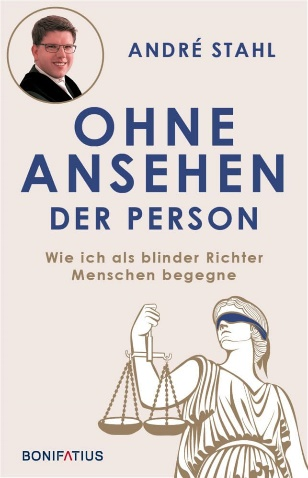 ANDRÉ STAHL
OHNE
ANSEHEN
DER PERSON
Wie ich als blinder Richter
Menschen begegne
BONIFATIUS